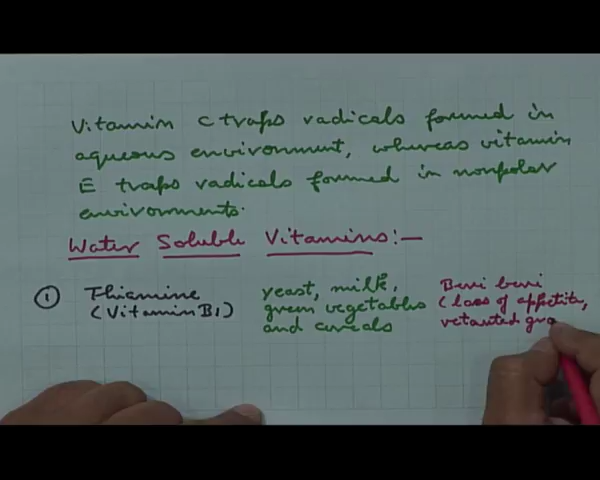 Vitamin C traps radicals formed in
aqueous environment, whereas vitamin
E traps radicals formed in nonpolar
environments.
Water Soluble Vitamins:—
① Thiamine yeast, milk, Beri beri
(Vitamin B1) green vegetables (loss of appetite,
and cereals retarted gro